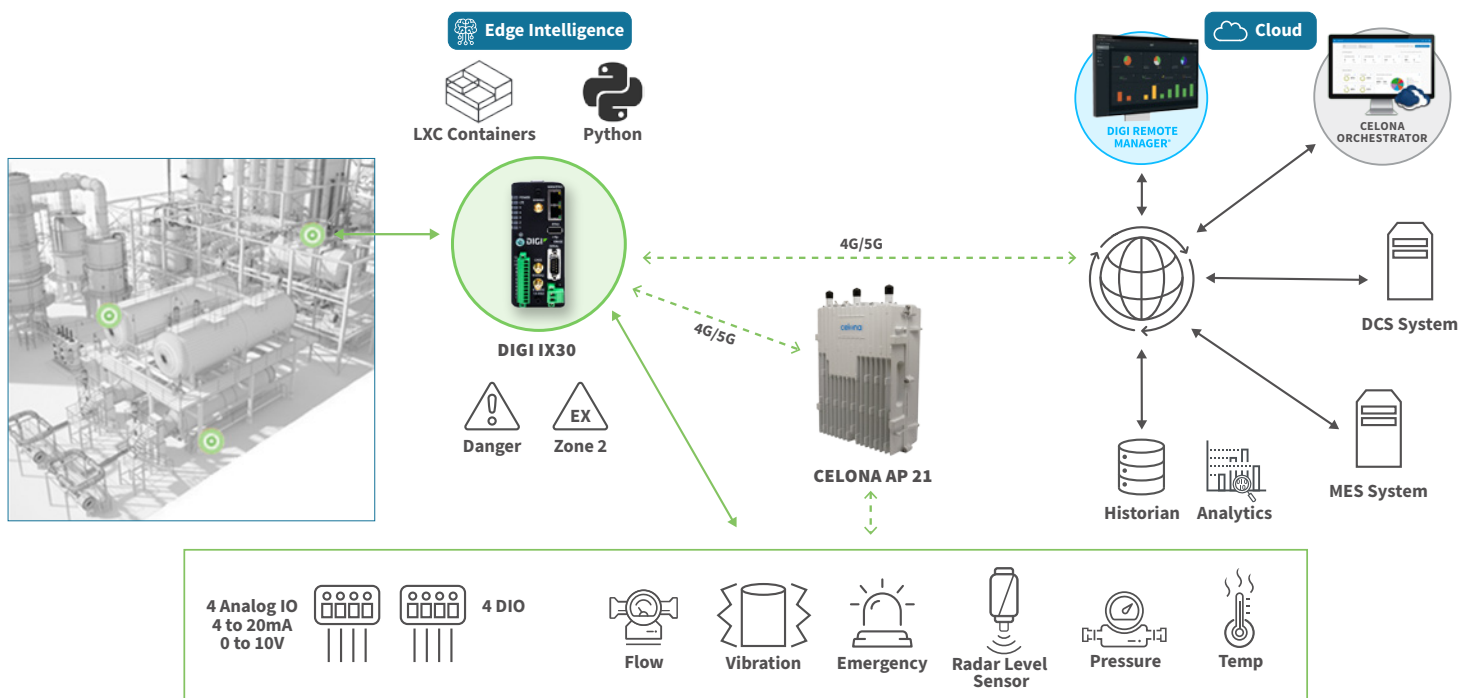 Edge Intelligence
Cloud
LXC Containers
Python
DIGI REMOTE
MANAGER®
CELONA
ORCHESTRATOR
DIGI
4G/5G
4G/5G
celona
DIGI IX30
DCS System
Danger
EX
Zone 2
CELONA AP 21
MES System
Historian
Analytics
4 Analog IO
4 to 20mA
0 to 10V
4 DIO
Flow
Vibration
Emergency
Radar Level
Sensor
Pressure
Temp